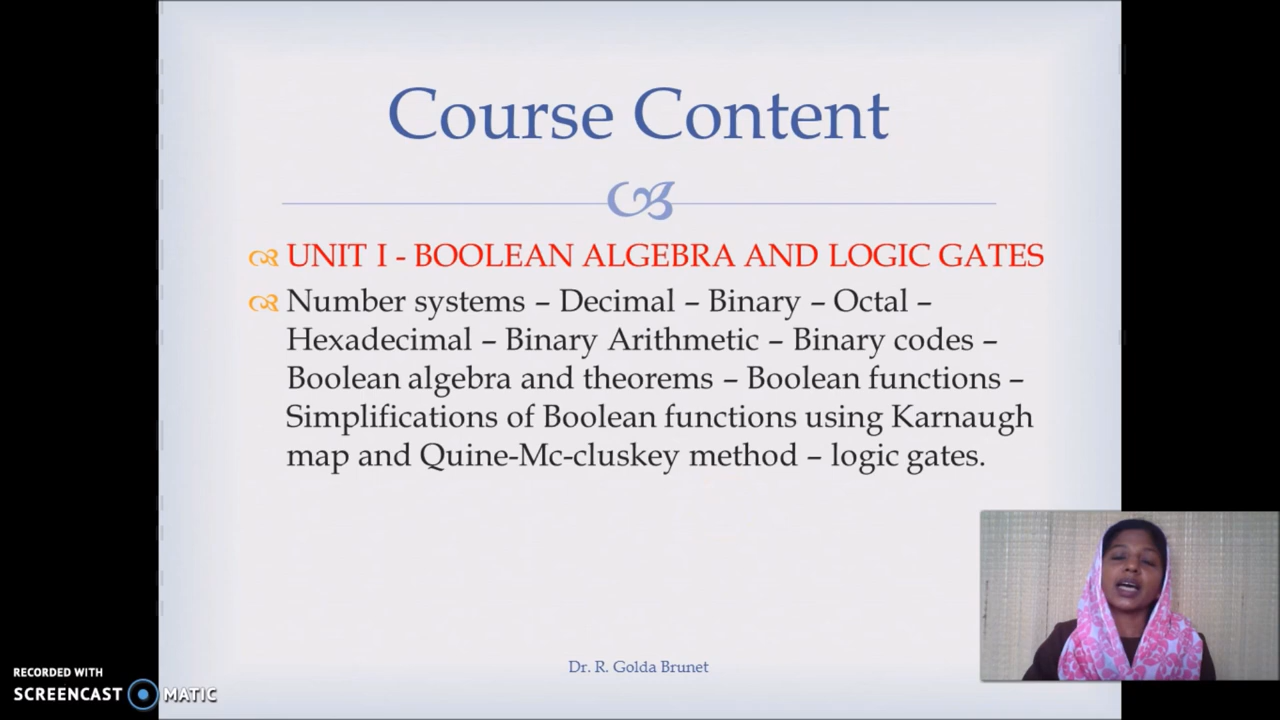 Course Content
UNIT I - BOOLEAN ALGEBRA AND LOGIC GATES
Number systems – Decimal – Binary – Octal –
Hexadecimal – Binary Arithmetic – Binary codes –
Boolean algebra and theorems – Boolean functions –
Simplifications of Boolean functions using Karnaugh
map and Quine-Mc-cluskey method – logic gates.
Dr. R. Golda Brunet
RECORDED WITH
SCREENCAST MATIC